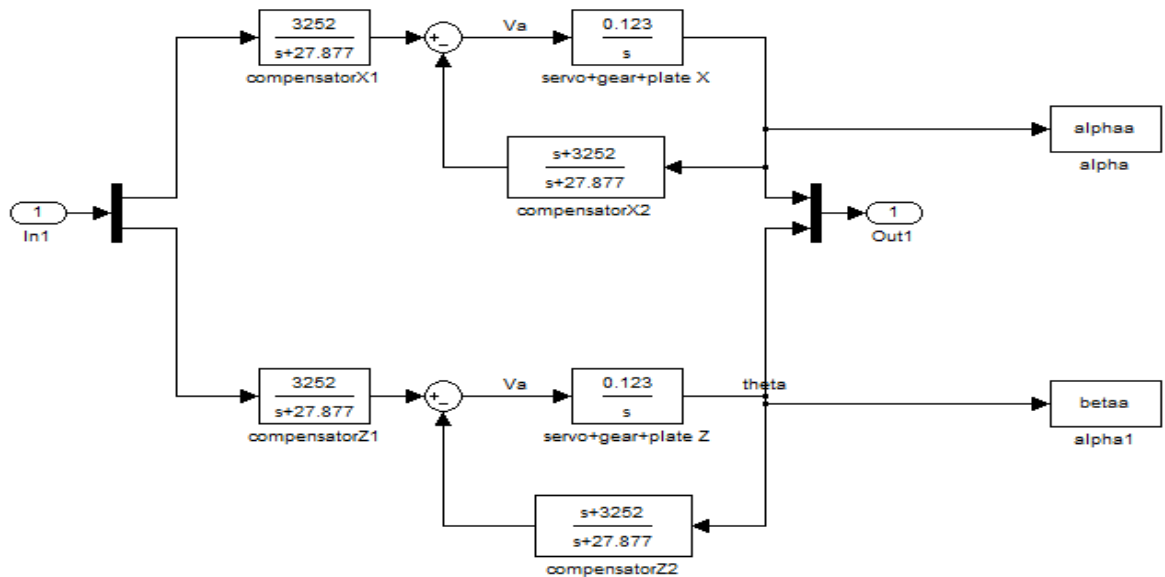 3252
s+27.877
compensatorX1
+
−
Va
0.123
s
servo+gear+plate X
alphaa
alpha
s+3252
s+27.877
compensatorX2
1
In1
1
Out1
3252
s+27.877
compensatorZ1
+
−
Va
0.123
s
servo+gear+plate Z
theta
betaa
alpha1
s+3252
s+27.877
compensatorZ2